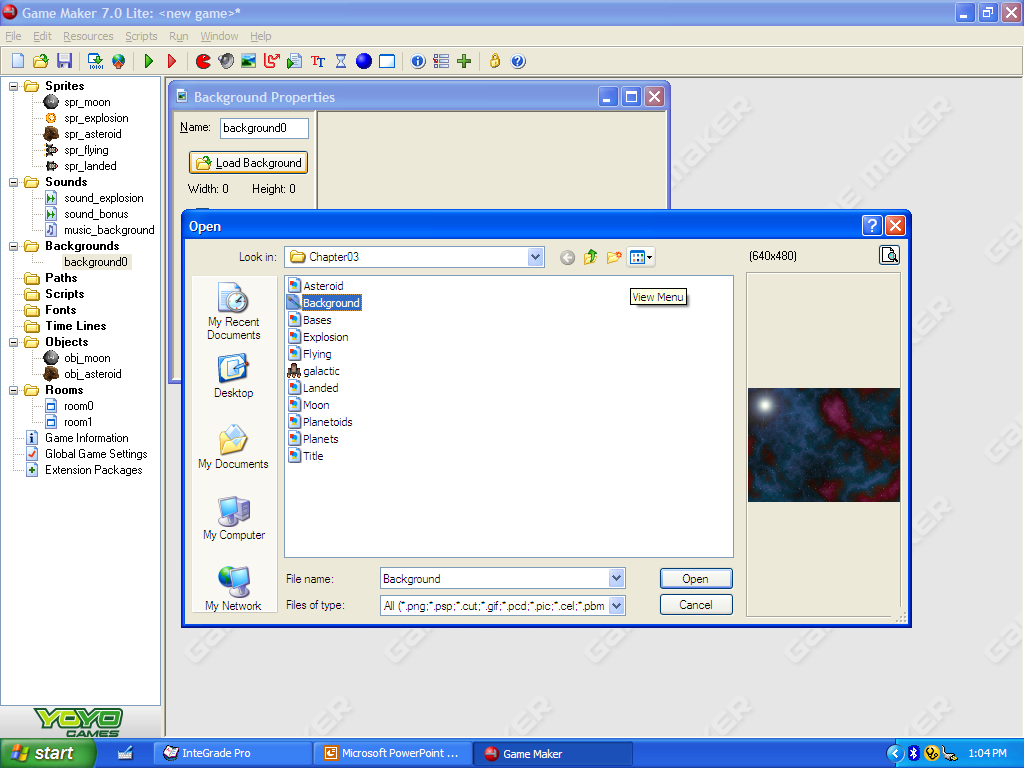 Game Maker 7.0 Lite: <new game>*
File Edit Resources Scripts Run Window Help
Sprites
spr_moon
spr_explosion
spr_asteroid
spr_flying
spr_landed
Sounds
sound_explosion
sound_bonus
music_background
Backgrounds
background0
Paths
Scripts
Fonts
Time Lines
Objects
obj_moon
obj_asteroid
Rooms
room0
room1
Game Information
Global Game Settings
Extension Packages
YOYO
GAMES
Background Properties
Name: background0
Load Background
Width: 0 Height: 0
Open
Look in: Chapter03
(640x480)
My Recent
Documents
Desktop
My Documents
My Computer
My Network
Asteroid
Background
Bases
Explosion
Flying
galactic
Landed
Moon
Planetoids
Planets
Title
View Menu
File name: Background
Open
Files of type: All (*.png;*.psp;*.cut;*.gif;*.pcd;*.pic;*.cel;*.pbm
Cancel
start
InteGrade Pro
Microsoft PowerPoint ...
Game Maker
1:04 PM